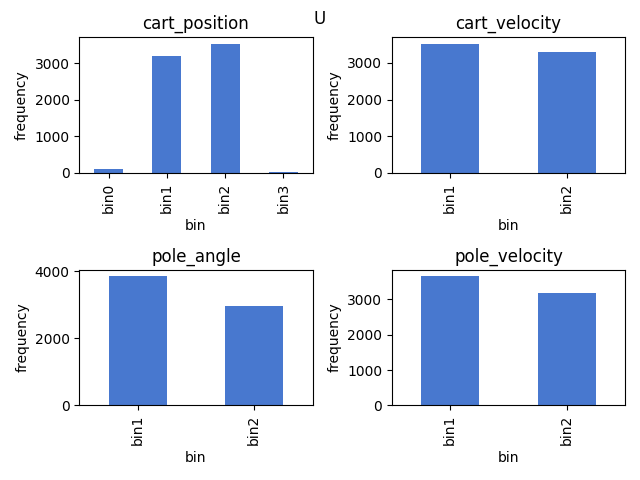 U
cart_position
frequency
3000
2000
1000
0
bin0
bin1
bin2
bin3
bin
cart_velocity
frequency
3000
2000
1000
0
bin1
bin2
bin
pole_angle
frequency
4000
2000
0
bin1
bin2
bin
pole_velocity
frequency
3000
2000
1000
0
bin1
bin2
bin